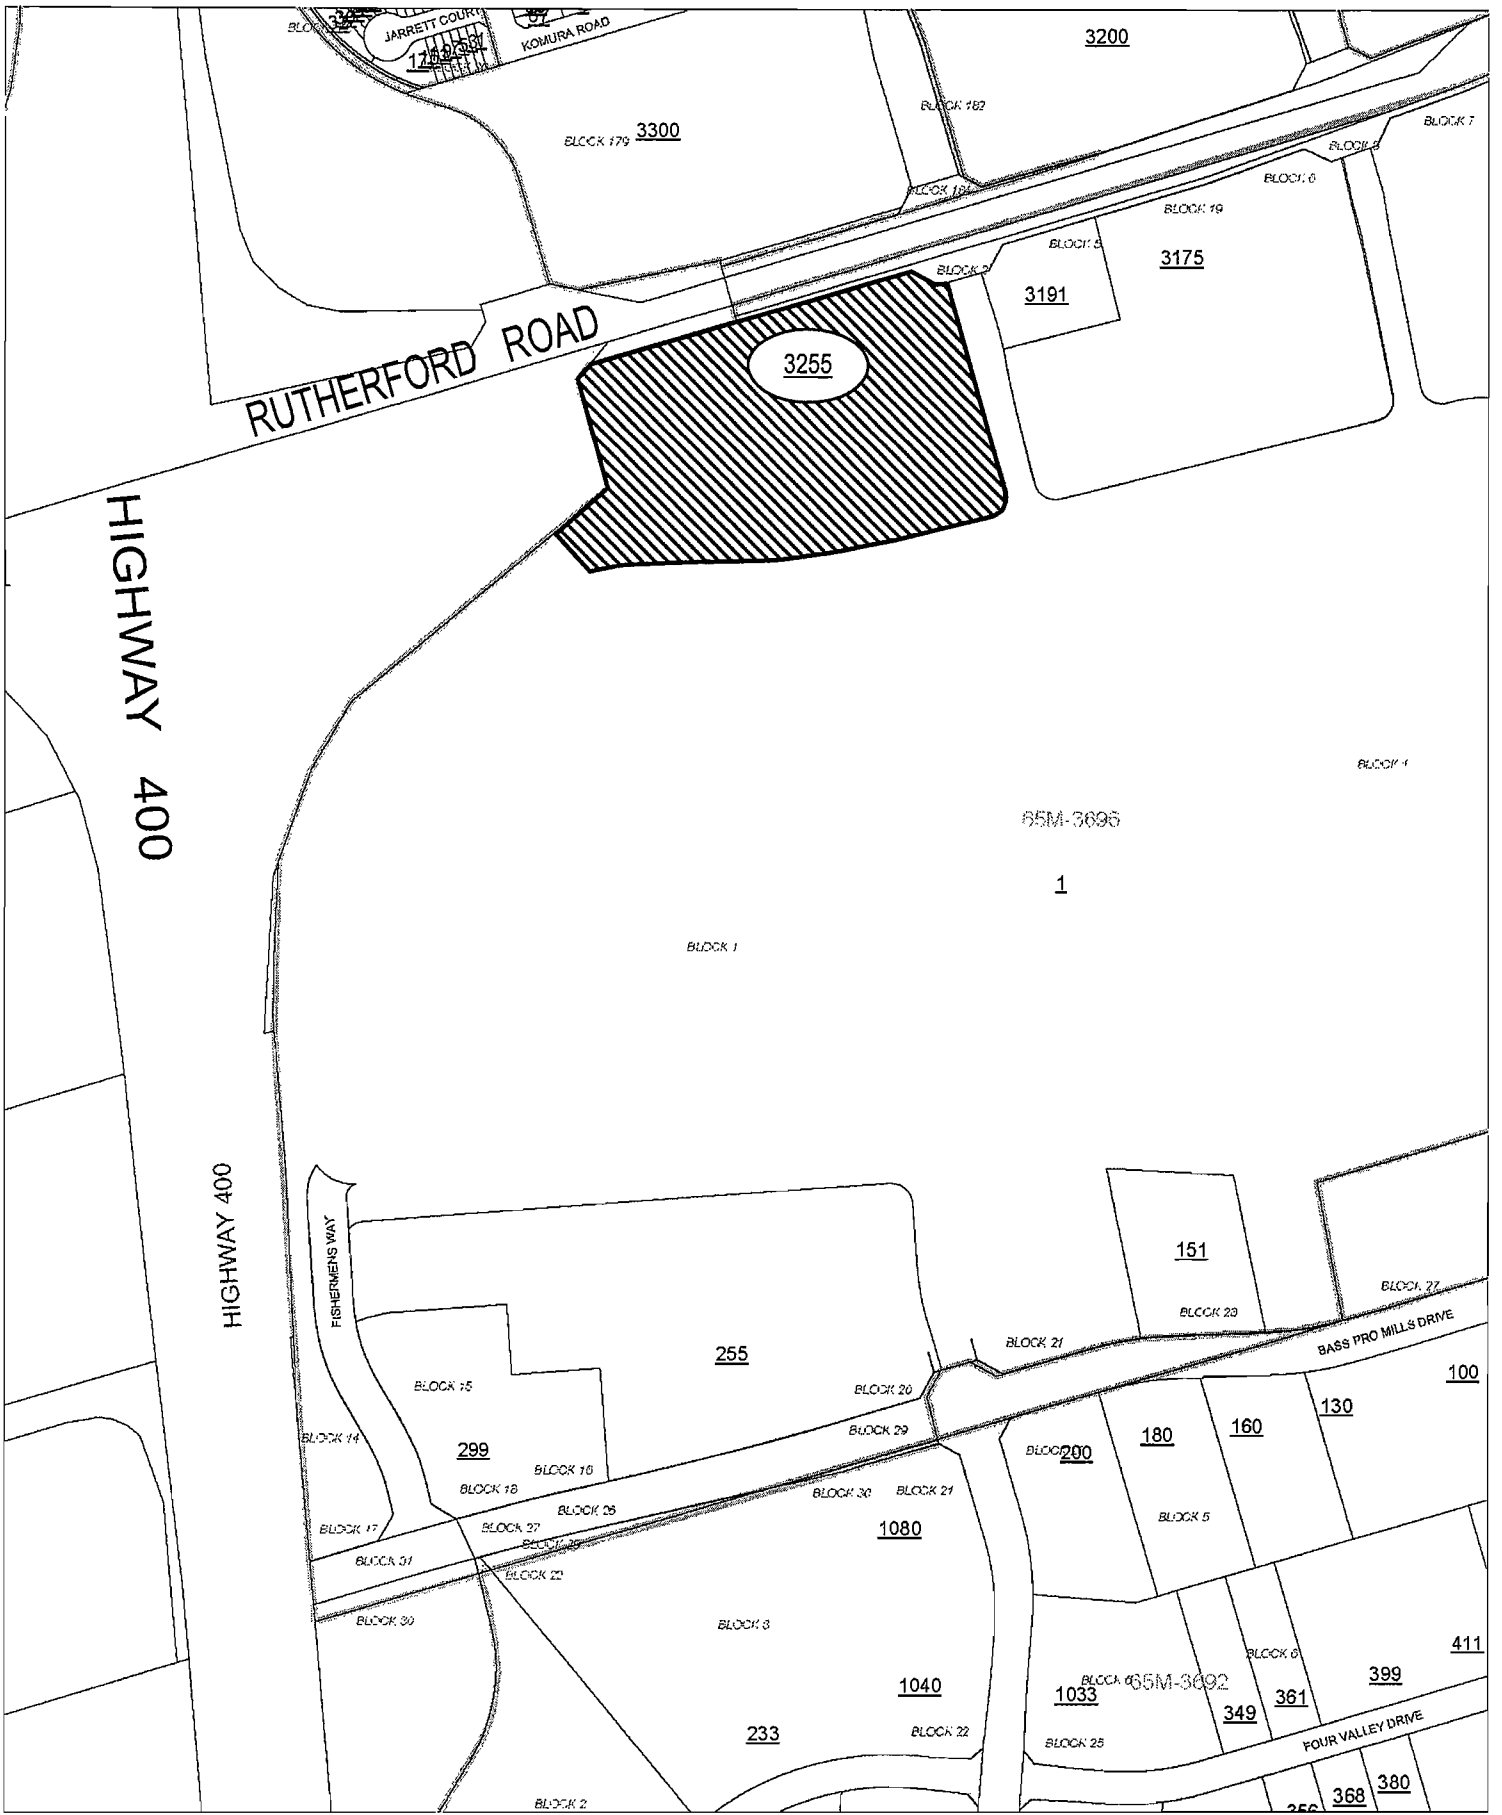 JARRETT COURT
KOMURA ROAD
3200
BLOCK 182
3300
BLOCK 179
BLOCK 7
BLOCK 6
BLOCK 19
BLOCK 5
3175
BLOCK 2
3191
RUTHERFORD ROAD
3255
HIGHWAY 400
65M-3696
1
BLOCK 1
HIGHWAY 400
FISHERMENS WAY
151
BLOCK 27
BLOCK 23
BASS PRO MILLS DRIVE
BLOCK 21
255
100
BLOCK 15
BLOCK 20
130
160
BLOCK 29
180
BLOCK 14
299
200
BLOCK 16
BLOCK 18
BLOCK 30
BLOCK 21
BLOCK 26
BLOCK 5
BLOCK 17
BLOCK 27
1080
BLOCK 31
BLOCK 22
BLOCK 30
BLOCK 3
411
BLOCK 6
399
1040
1033
65M-3692
361
349
233
BLOCK 22
BLOCK 25
FOUR VALLEY DRIVE
380
368
BLOCK 2